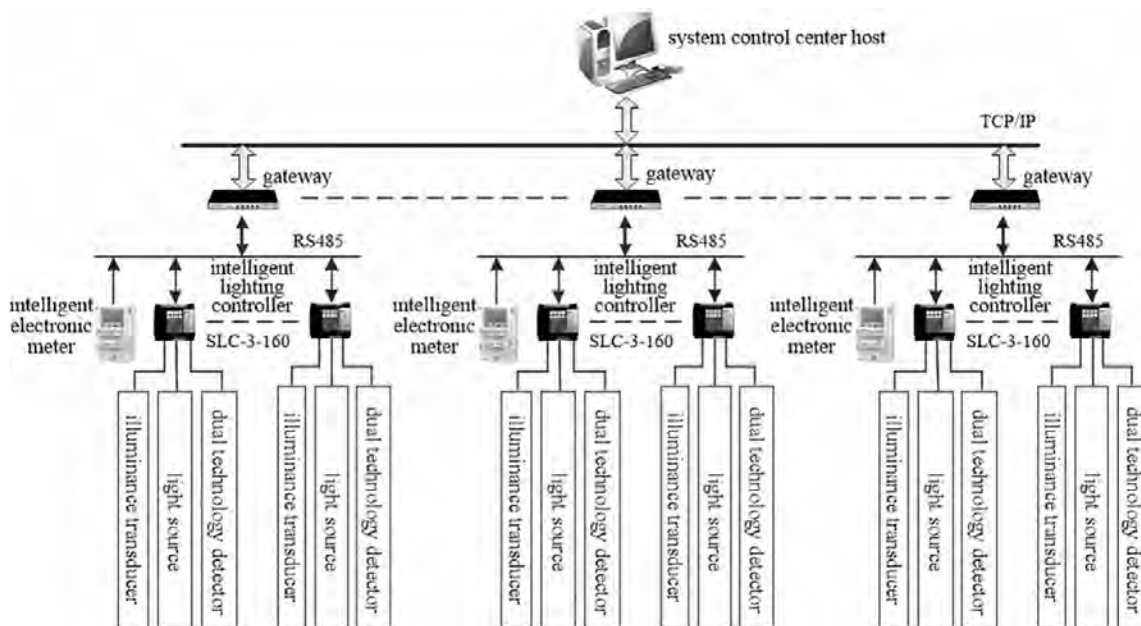 system control center host
TCP/IP
gateway
gateway
gateway
RS485
RS485
RS485
intelligent
lighting
controller
SLC-3-160
intelligent
electronic
meter
intelligent
lighting
controller
SLC-3-160
intelligent
electronic
meter
intelligent
lighting
controller
SLC-3-160
intelligent
electronic
meter
illuminance transducer
light source
dual technology detector
illuminance transducer
light source
dual technology detector
illuminance transducer
light source
dual technology detector
illuminance transducer
light source
dual technology detector
illuminance transducer
light source
dual technology detector
illuminance transducer
light source
dual technology detector